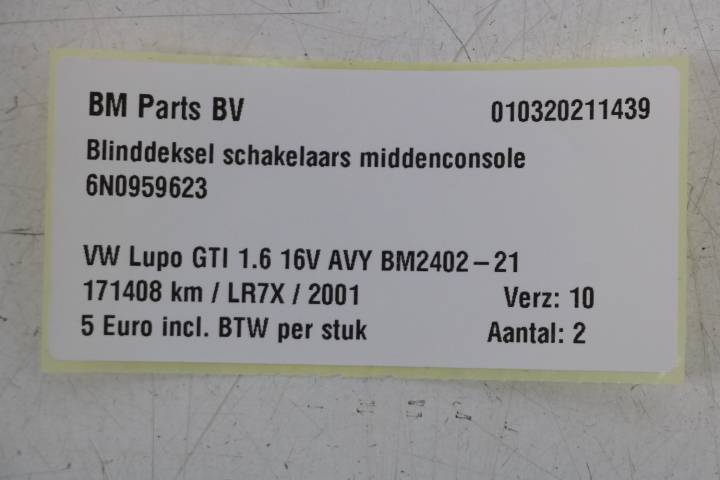 BM Parts BV 010320211439
Blinddeksel schakelaars middenconsole
6N0959623
VW Lupo GTI 1.6 16V AVY BM2402-21
171408 km / LR7X / 2001 Verz: 10
5 Euro incl. BTW per stuk Aantal: 2